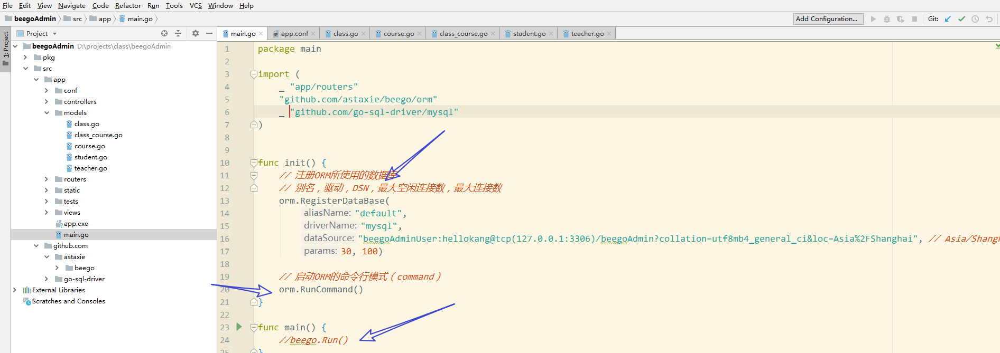 File Edit View Navigate Code Refactor Run Tools VCS Window Help
beegoAdmin src app main.go Add Configuration... Git:
1: Project
Project
main.go app.conf class.go course.go class_course.go student.go teacher.go
beegoAdmin D:\projects\class\beegoAdmin
pkg
src
app
conf
controllers
models
class.go
class_course.go
course.go
student.go
teacher.go
routers
static
tests
views
app.exe
main.go
github.com
astaxie
beego
go-sql-driver
External Libraries
Scratches and Consoles
1 package main
2
3 import (
4 _ "app/routers"
5 "github.com/astaxie/beego/orm"
6 _ "github.com/go-sql-driver/mysql"
7 )
8
9
10 func init() {
11 // 注册ORM所使用的数据库
12 // 别名，驱动，DSN，最大空闲连接数，最大连接数
13 orm.RegisterDataBase(
14 aliasName: "default",
15 driverName: "mysql",
16 dataSource: "beegoAdminUser:hellokang@tcp(127.0.0.1:3306)/beegoAdmin?collation=utf8mb4_general_ci&loc=Asia%2FShanghai", // Asia/Shangh
17 params: 30, 100)
18
19 // 启动ORM的命令行模式（command）
20 orm.RunCommand()
21 }
22
23 func main() {
24 //beego.Run()
25 }